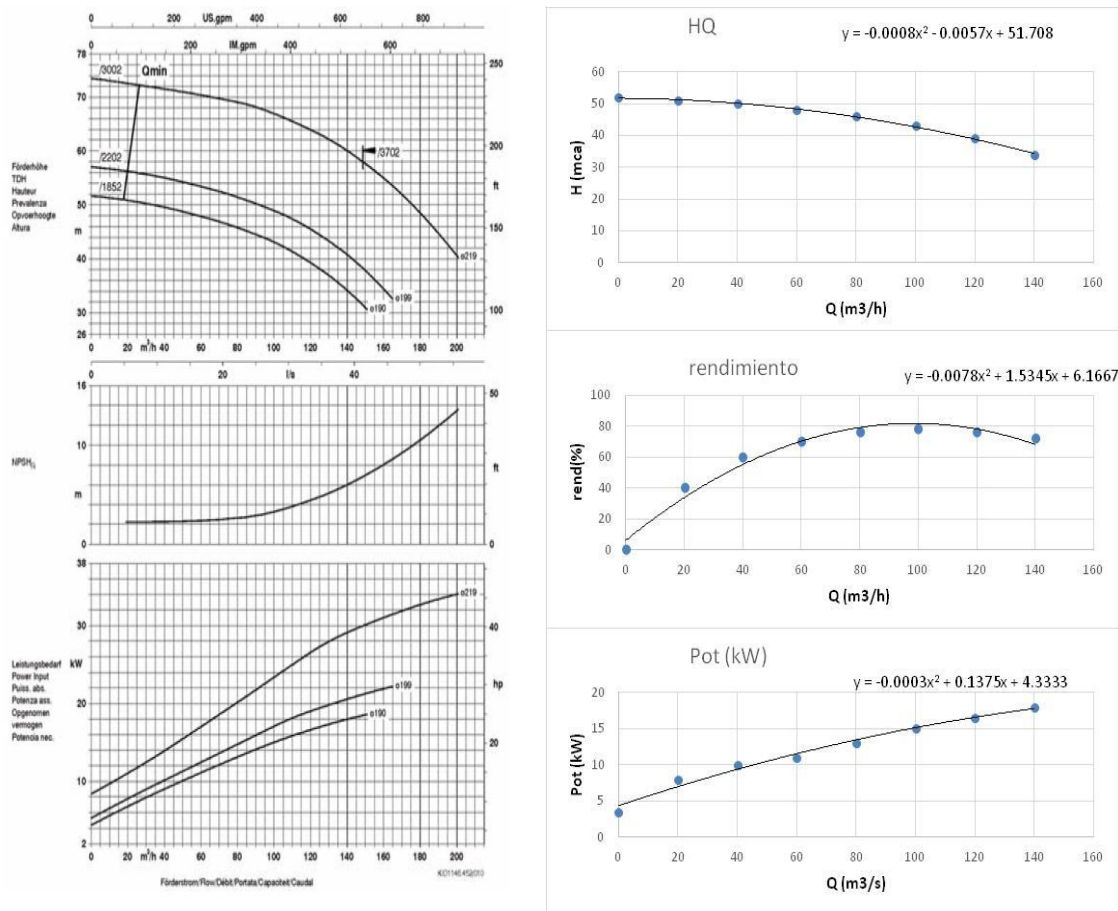 US.gpm
0 200 400 600 800
0 200 IM.gpm 400 600
78
70
60
50
40
30
26
m
250
200
150
100
ft
/3002
Qmin
/2202
/1852
/3702
ø219
ø199
ø190
Förderhöhe
TDH
Hauteur
Prevalenza
Opvoerhoogte
Altura
0 20 m³/h 40 60 80 100 120 140 160 180 200
0 20 l/s 40
16
10
m
0
50
ft
0
NPSH
38
30
kW
20
10
2
40
hp
20
ø219
ø199
ø190
Leistungsbedarf
Power Input
Puiss. abs.
Potenza ass.
Opgenomen
vermogen
Potencia nec.
0 20 m³/h 40 60 80 100 120 140 160 180 200
Förderstrom/Flow/Débit/Portata/Capaciteit/Caudal
HQ
y = -0.0008x² - 0.0057x + 51.708
H (mca)
60
50
40
30
20
10
0
0 20 40 60 80 100 120 140 160
Q (m3/h)
rendimiento
y = -0.0078x² + 1.5345x + 6.1667
rend(%)
100
80
60
40
20
0
0 20 40 60 80 100 120 140 160
Q (m3/h)
Pot (kW)
y = -0.0003x² + 0.1375x + 4.3333
Pot (kW)
20
15
10
5
0
0 20 40 60 80 100 120 140 160
Q (m3/s)